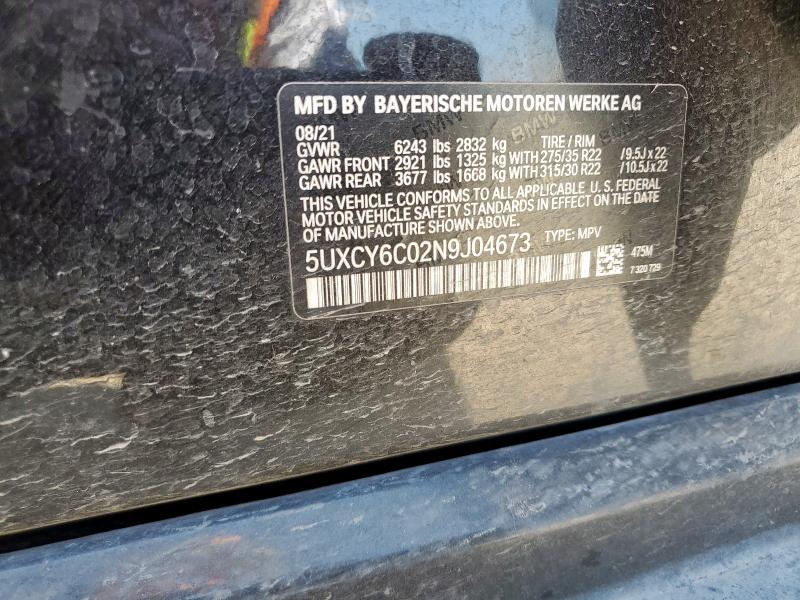 MFD BY BAYERISCHE MOTOREN WERKE AG
08/21
GVWR 6243 lbs 2832 kg TIRE / RIM
GAWR FRONT 2921 lbs 1325 kg WITH 275/35 R22 /9.5J x 22
GAWR REAR 3677 lbs 1668 kg WITH 315/30 R22 /10.5J x 22
THIS VEHICLE CONFORMS TO ALL APPLICABLE U. S. FEDERAL
MOTOR VEHICLE SAFETY STANDARDS IN EFFECT ON THE DATE
OF MANUFACTURE SHOWN ABOVE.
5UXCY6C02N9J04673 TYPE: MPV
475M
7 320 729
BMW BMW BMW